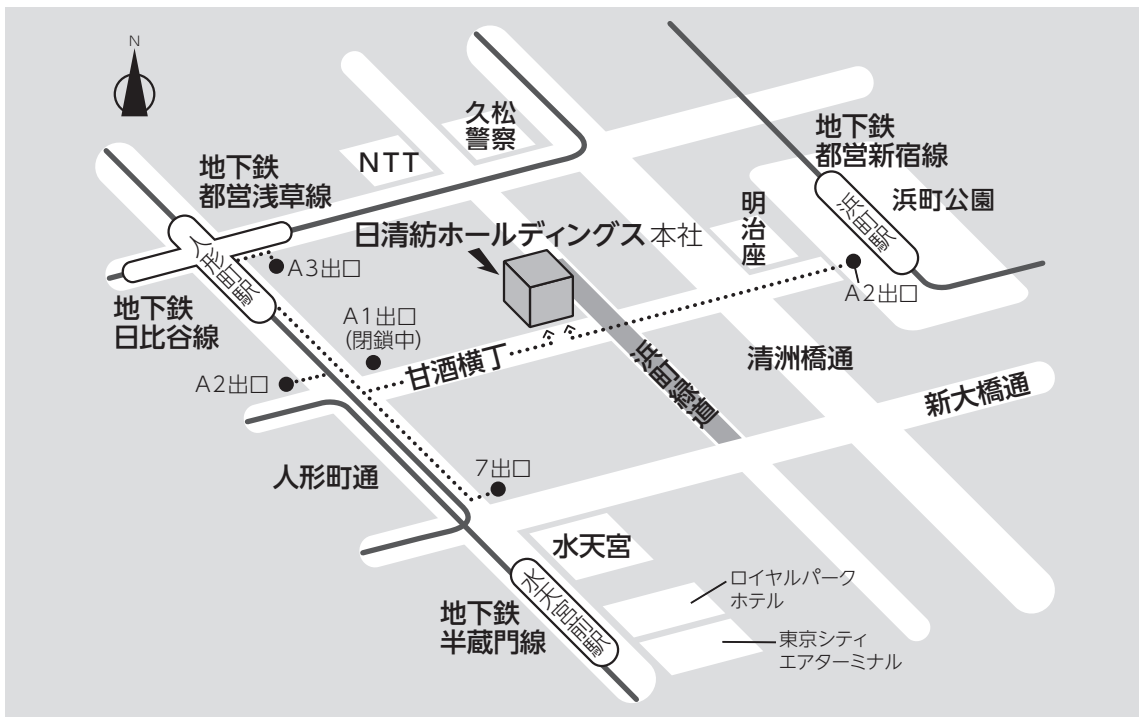 N
久松
警察
NTT
地下鉄
都営浅草線
地下鉄
都営新宿線
浜町駅
浜町公園
明治座
日清紡ホールディングス 本社
人形町駅
A3出口
A2出口
地下鉄
日比谷線
A1出口
(閉鎖中)
甘酒横丁
A2出口
浜町緑道
清洲橋通
新大橋通
人形町通
7出口
水天宮
水天宮前駅
地下鉄
半蔵門線
ロイヤルパーク
ホテル
東京シティ
エアターミナル